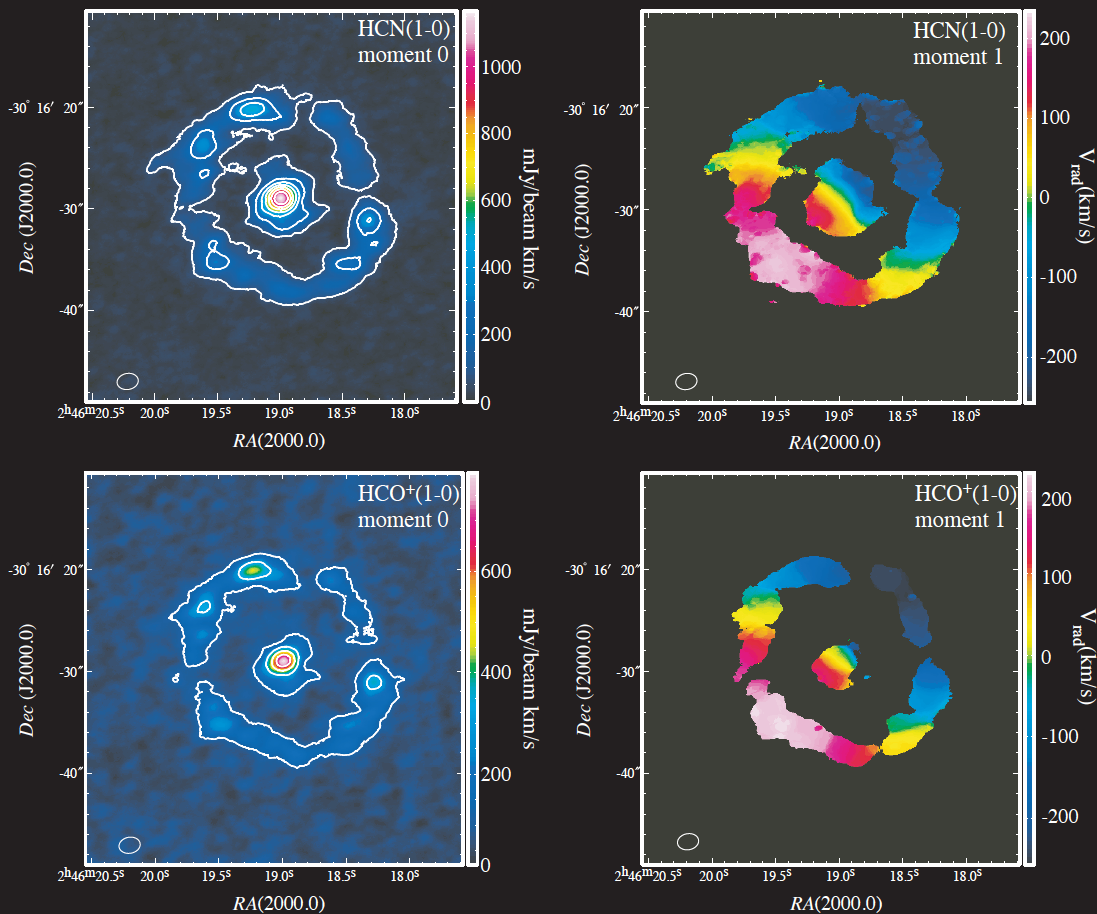 HCN(1-0)
moment 0
-30° 16′ 20″
-30″
-40″
Dec (J2000.0)
2h46m20.5s 20.0s 19.5s 19.0s 18.5s 18.0s
RA(2000.0)
1000
800
600
400
200
0
mJy/beam km/s
HCN(1-0)
moment 1
-30° 16′ 20″
-30″
-40″
Dec (J2000.0)
2h46m20.5s 20.0s 19.5s 19.0s 18.5s 18.0s
RA(2000.0)
200
100
0
-100
-200
Vrad(km/s)
HCO+(1-0)
moment 0
-30° 16′ 20″
-30″
-40″
Dec (J2000.0)
2h46m20.5s 20.0s 19.5s 19.0s 18.5s 18.0s
RA(2000.0)
600
400
200
0
mJy/beam km/s
HCO+(1-0)
moment 1
-30° 16′ 20″
-30″
-40″
Dec (J2000.0)
2h46m20.5s 20.0s 19.5s 19.0s 18.5s 18.0s
RA(2000.0)
200
100
0
-100
-200
Vrad(km/s)